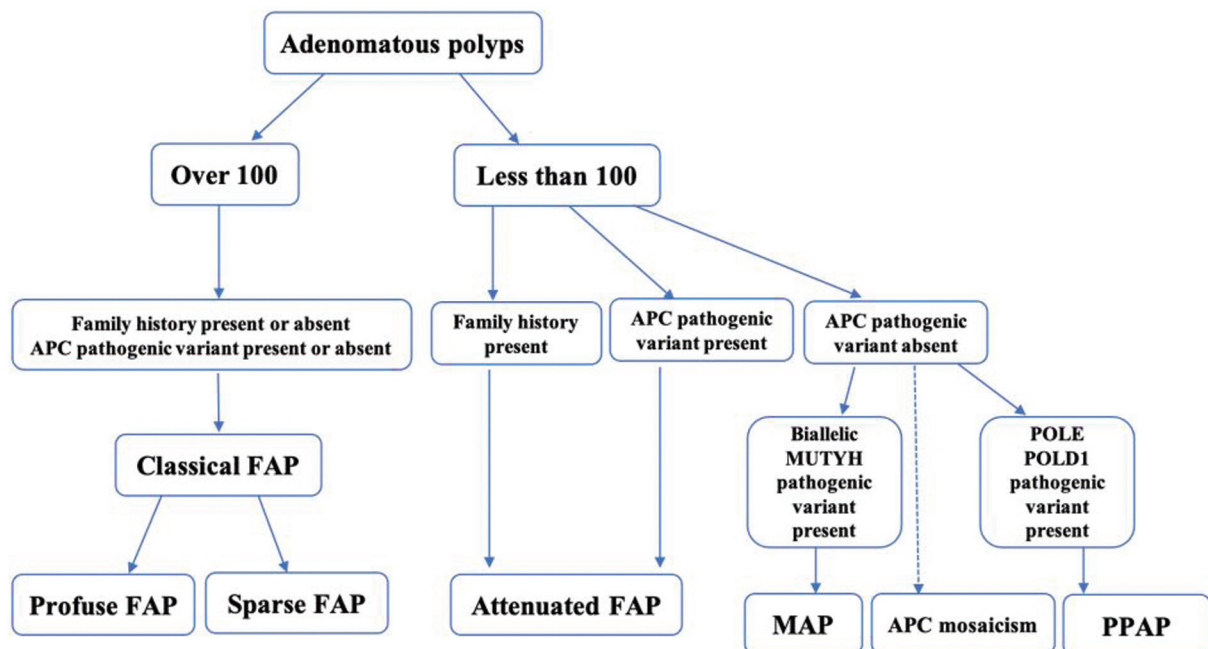 Adenomatous polyps
Over 100
Less than 100
Family history present or absent
APC pathogenic variant present or absent
Family history
present
APC pathogenic
variant present
APC pathogenic
variant absent
Classical FAP
Biallelic
MUTYH
pathogenic
variant
present
POLE
POLD1
pathogenic
variant
present
Profuse FAP
Sparse FAP
Attenuated FAP
MAP
APC mosaicism
PPAP